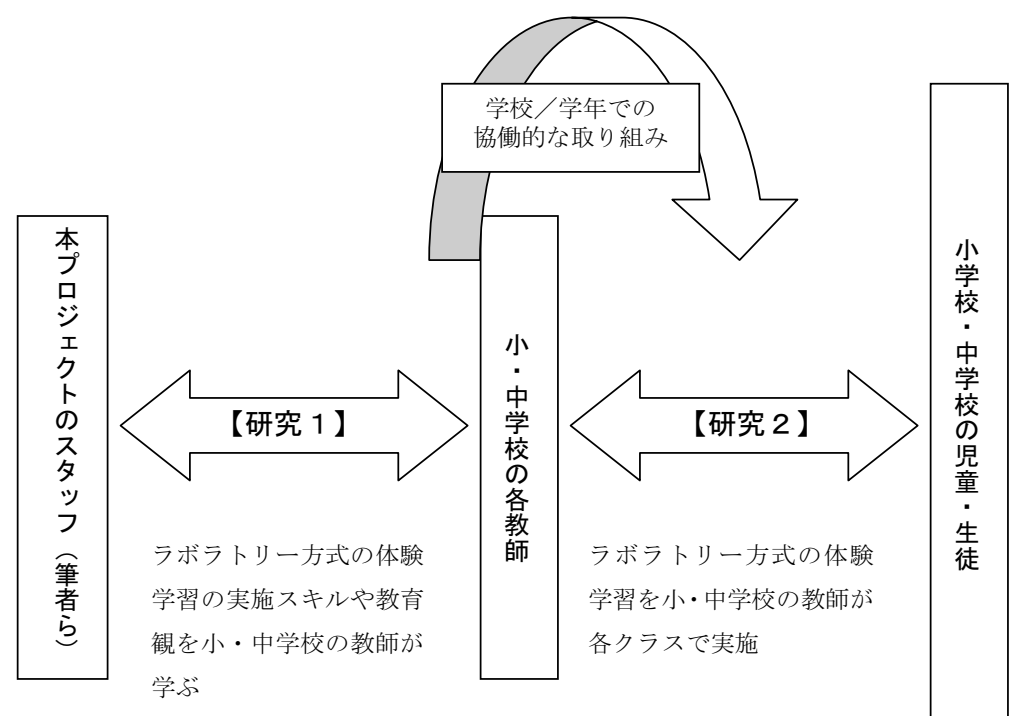 学校／学年での
協働的な取り組み
本プロジェクトのスタッフ（筆者ら）
【研究１】
小・中学校の各教師
【研究２】
小学校・中学校の児童・生徒
ラボラトリー方式の体験
学習の実施スキルや教育
観を小・中学校の教師が
学ぶ
ラボラトリー方式の体験
学習を小・中学校の教師が
各クラスで実施